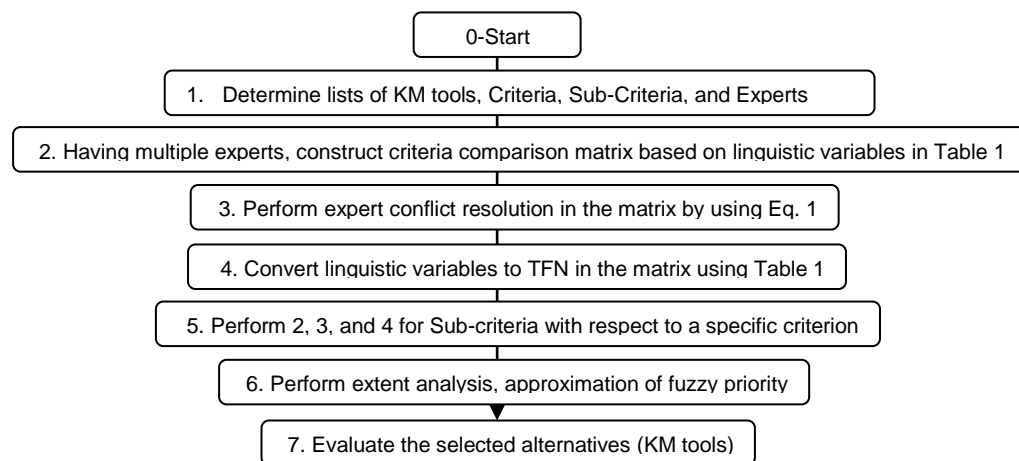 0-Start
1. Determine lists of KM tools, Criteria, Sub-Criteria, and Experts
2. Having multiple experts, construct criteria comparison matrix based on linguistic variables in Table 1
3. Perform expert conflict resolution in the matrix by using Eq. 1
4. Convert linguistic variables to TFN in the matrix using Table 1
5. Perform 2, 3, and 4 for Sub-criteria with respect to a specific criterion
6. Perform extent analysis, approximation of fuzzy priority
7. Evaluate the selected alternatives (KM tools)